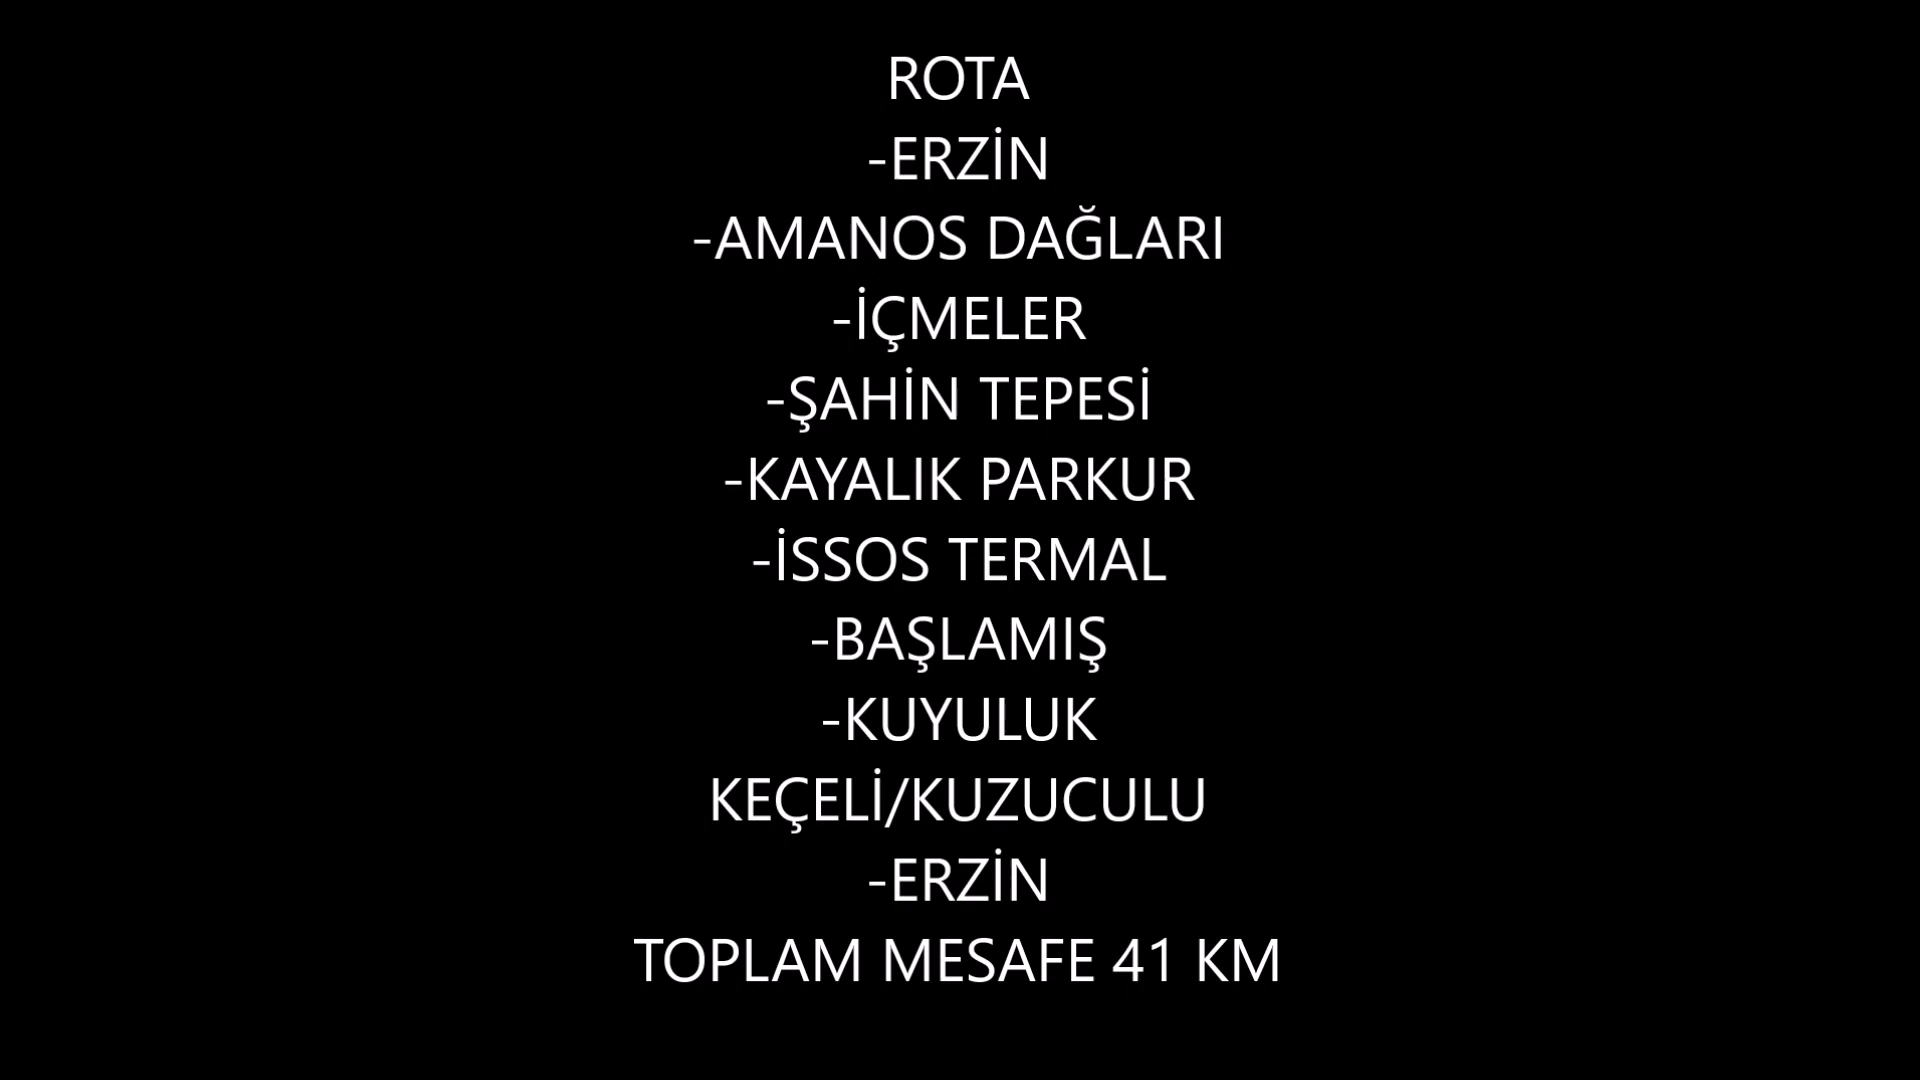 ROTA
-ERZİN
-AMANOS DAĞLARI
-İÇMELER
-ŞAHİN TEPESİ
-KAYALIK PARKUR
-İSSOS TERMAL
-BAŞLAMIŞ
-KUYULUK
KEÇELİ/KUZUCULU
-ERZİN
TOPLAM MESAFE 41 KM